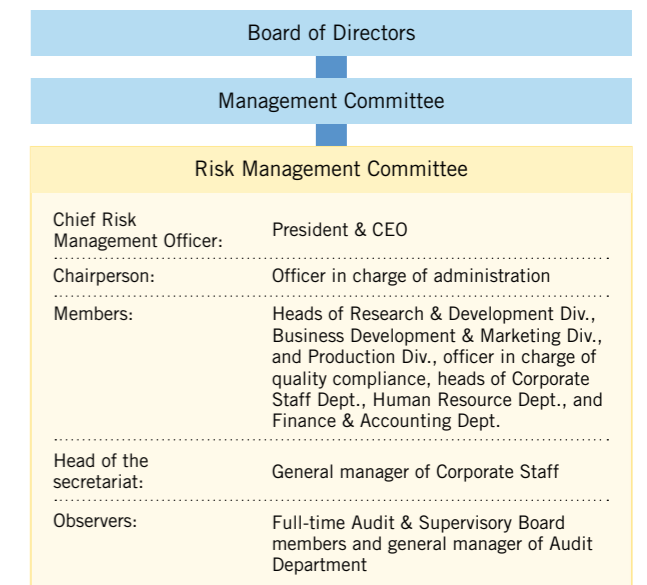 Board of Directors
Management Committee
Risk Management Committee
Chief Risk
Management Officer:
President & CEO
Chairperson:
Officer in charge of administration
Members:
Heads of Research & Development Div.,
Business Development & Marketing Div.,
and Production Div., officer in charge of
quality compliance, heads of Corporate
Staff Dept., Human Resource Dept., and
Finance & Accounting Dept.
Head of the
secretariat:
General manager of Corporate Staff
Observers:
Full-time Audit & Supervisory Board
members and general manager of Audit
Department